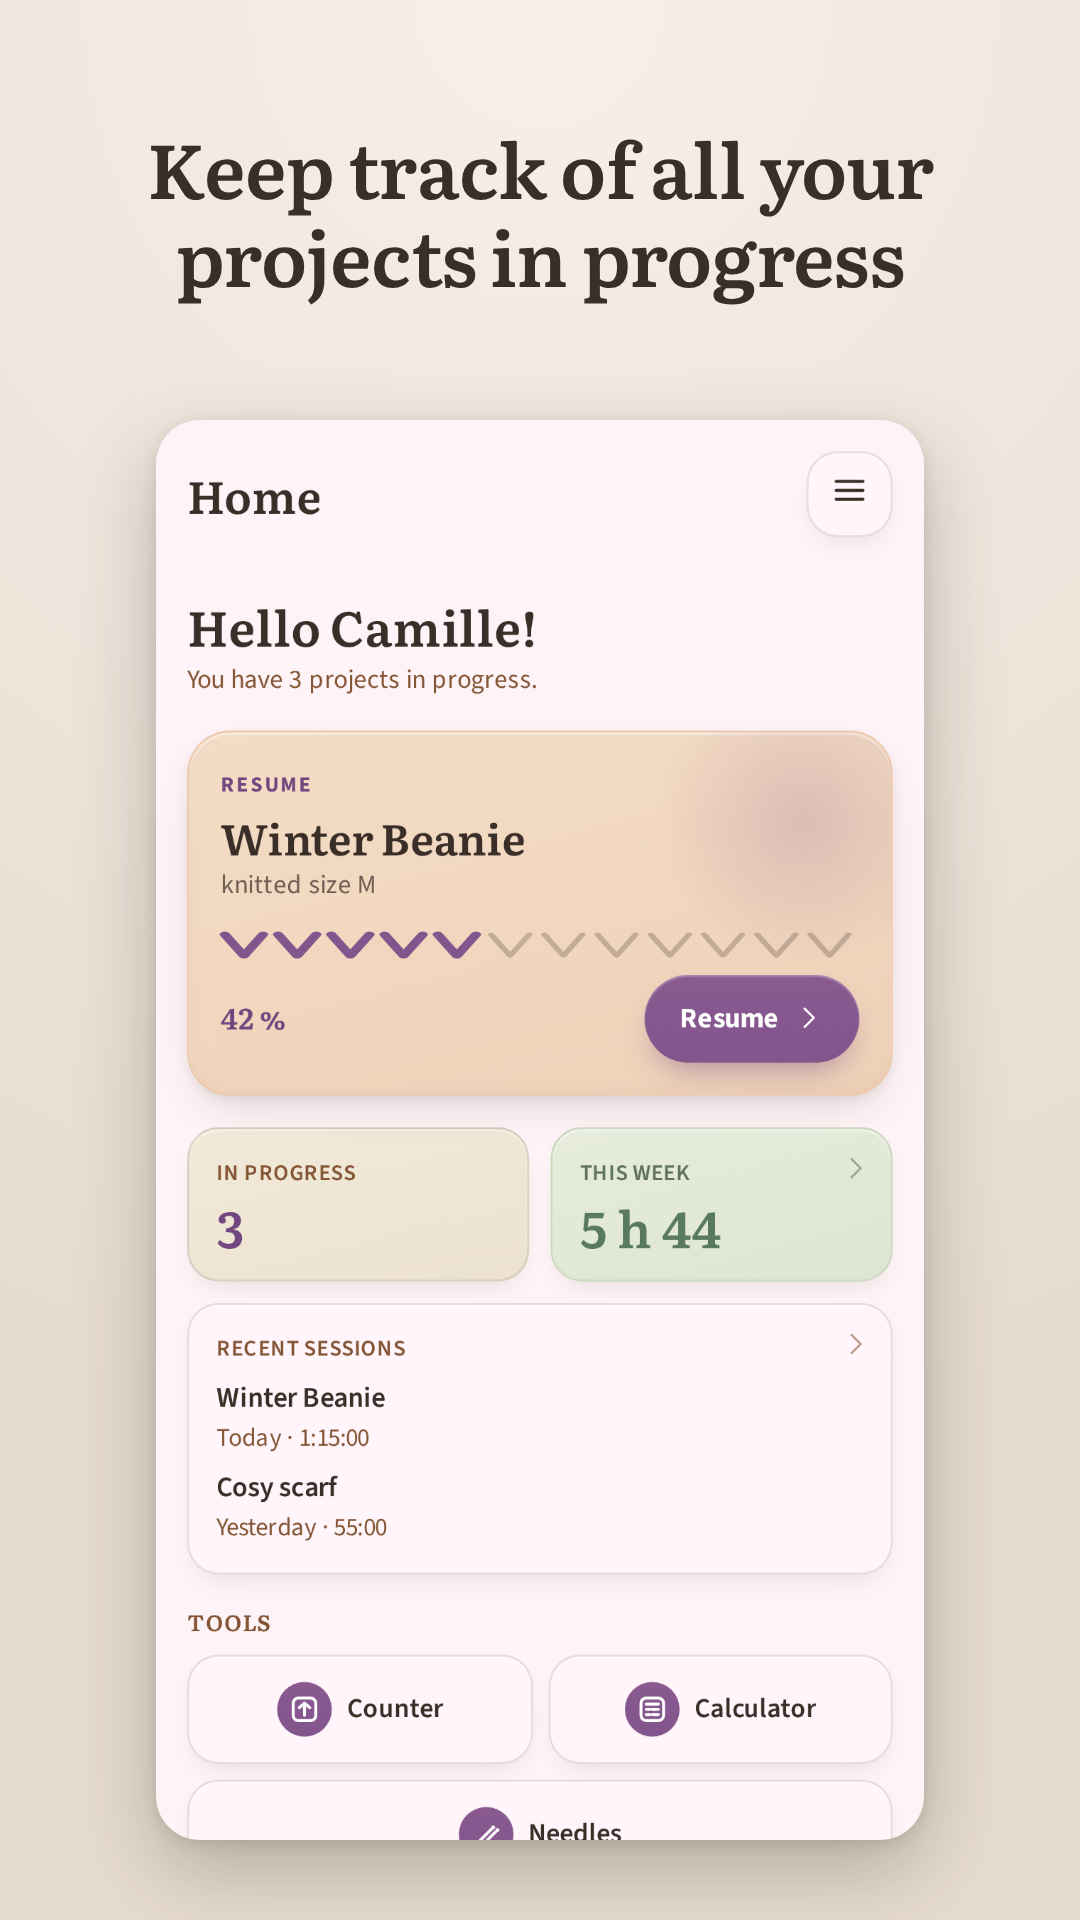 Keep track of all your
projects in progress
Home
Hello Camille!
You have 3 projects in progress.
RESUME
Winter Beanie
knitted size M
42 %
Resume
IN PROGRESS
3
THIS WEEK
5 h 44
RECENT SESSIONS
Winter Beanie
Today · 1:15:00
Cosy scarf
Yesterday · 55:00
TOOLS
Counter
Calculator
Needles